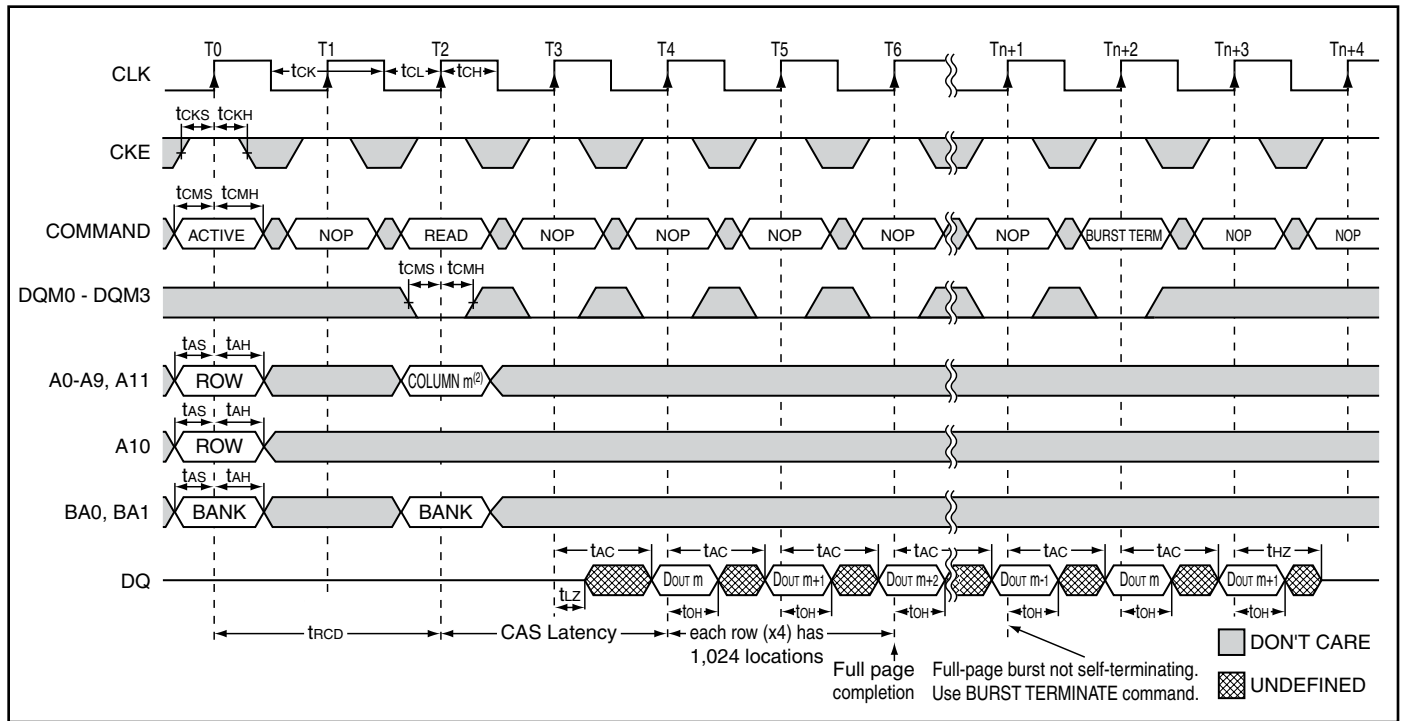 T0 T1 T2 T3 T4 T5 T6 Tn+1 Tn+2 Tn+3 Tn+4
CLK tCK tCL tCH
tCKS tCKH
CKE
tCMS tCMH
COMMAND ACTIVE NOP READ NOP NOP NOP NOP NOP BURST TERM NOP NOP
tCMS tCMH
DQM0 - DQM3
tAS tAH
A0-A9, A11 ROW COLUMN m(2)
tAS tAH
A10 ROW
tAS tAH
BA0, BA1 BANK BANK
tAC tAC tAC tAC tAC tAC tHZ
DQ DOUT m DOUT m+1 DOUT m+2 DOUT m-1 DOUT m DOUT m+1
tLZ tOH tOH tOH tOH tOH tOH
tRCD CAS Latency each row (x4) has
1,024 locations
Full page
completion
Full-page burst not self-terminating.
Use BURST TERMINATE command.
DON'T CARE
UNDEFINED